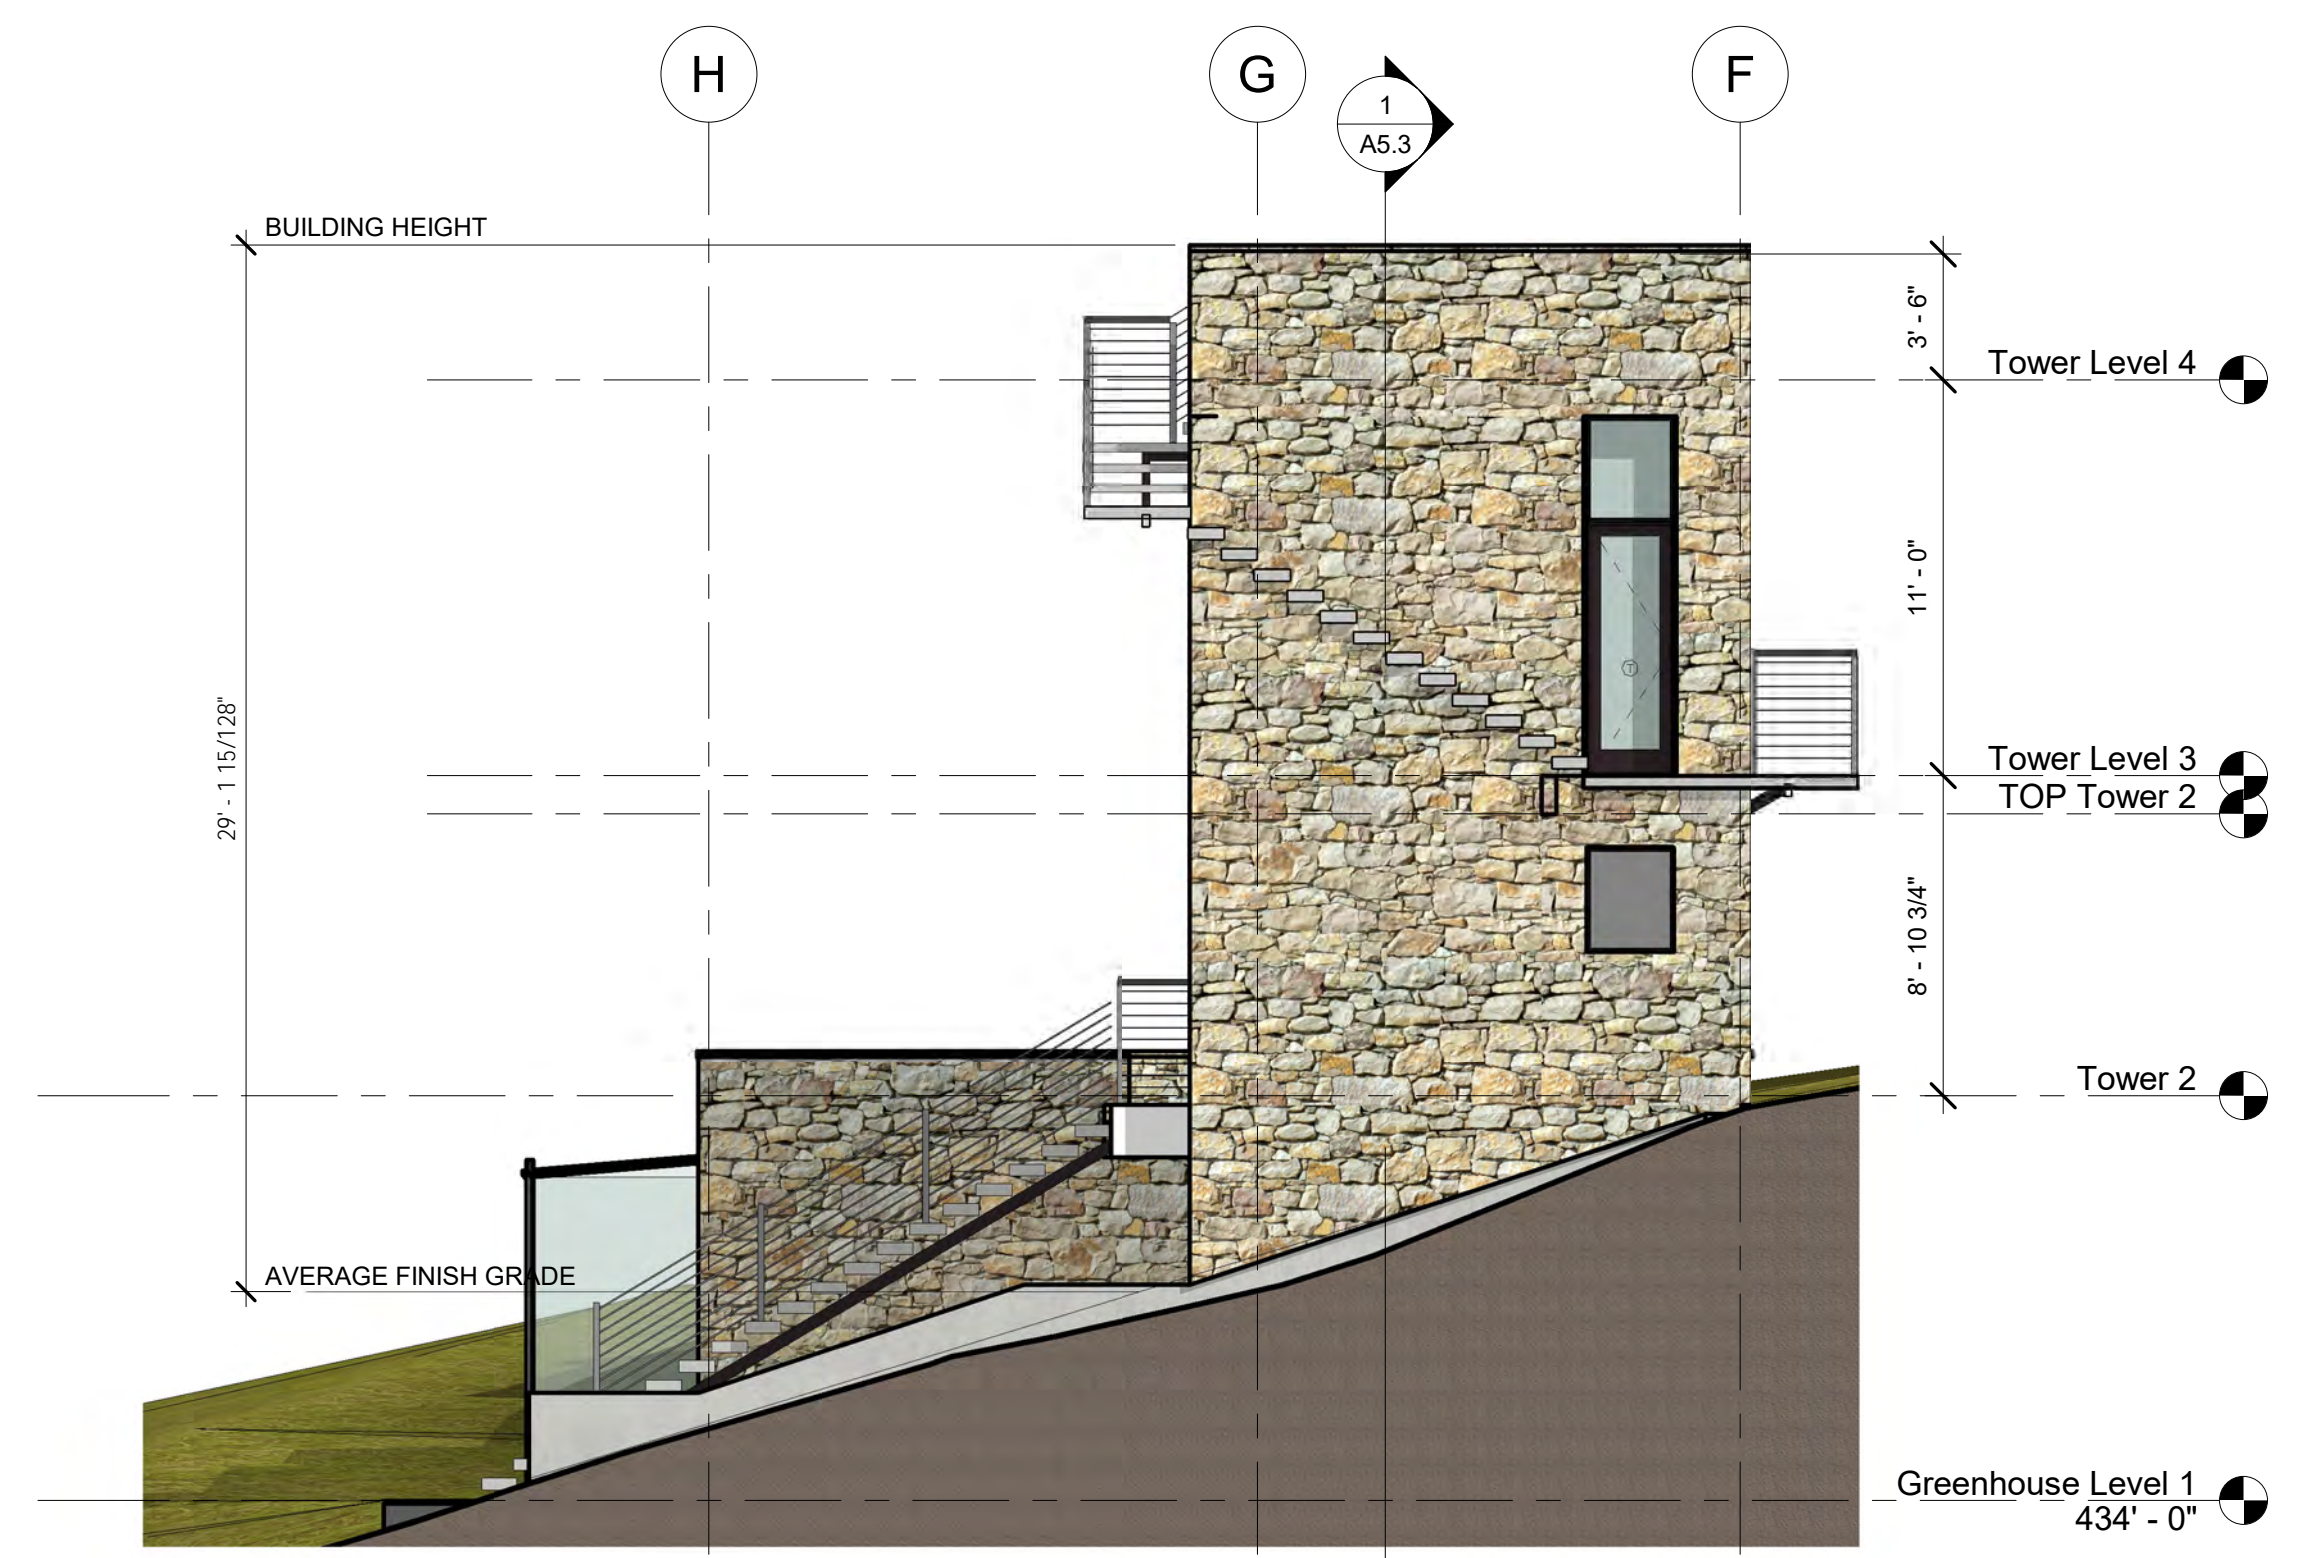 H
G
F
1
A5.3
BUILDING HEIGHT
3' - 6"
Tower Level 4
11' - 0"
29' - 1 115/128"
Tower Level 3
TOP Tower 2
T
8' - 10 3/4"
Tower 2
AVERAGE FINISH GRADE
Greenhouse Level 1
434' - 0"